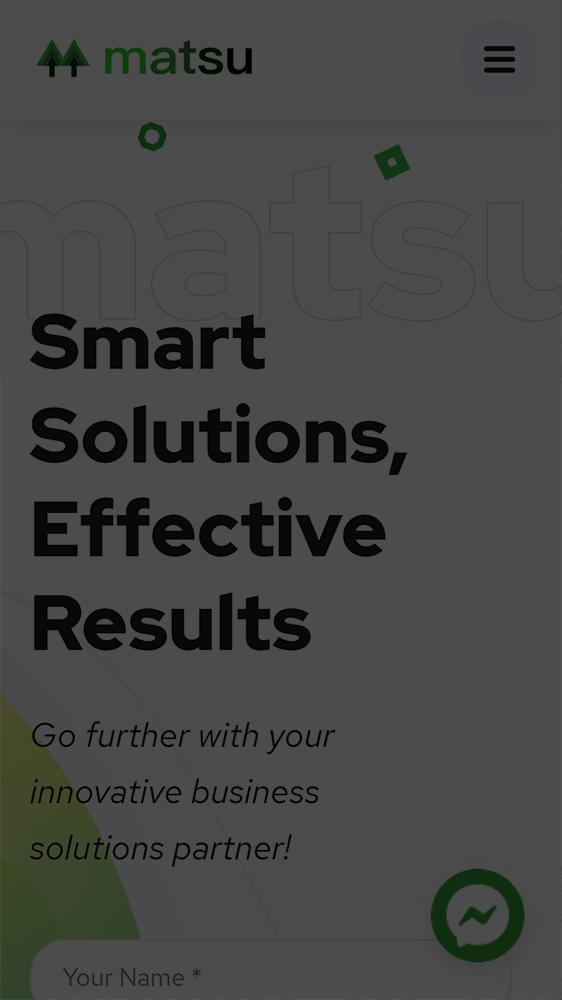 matsu
matsu
Smart
Solutions,
Effective
Results
Go further with your
innovative business
solutions partner!
Your Name *